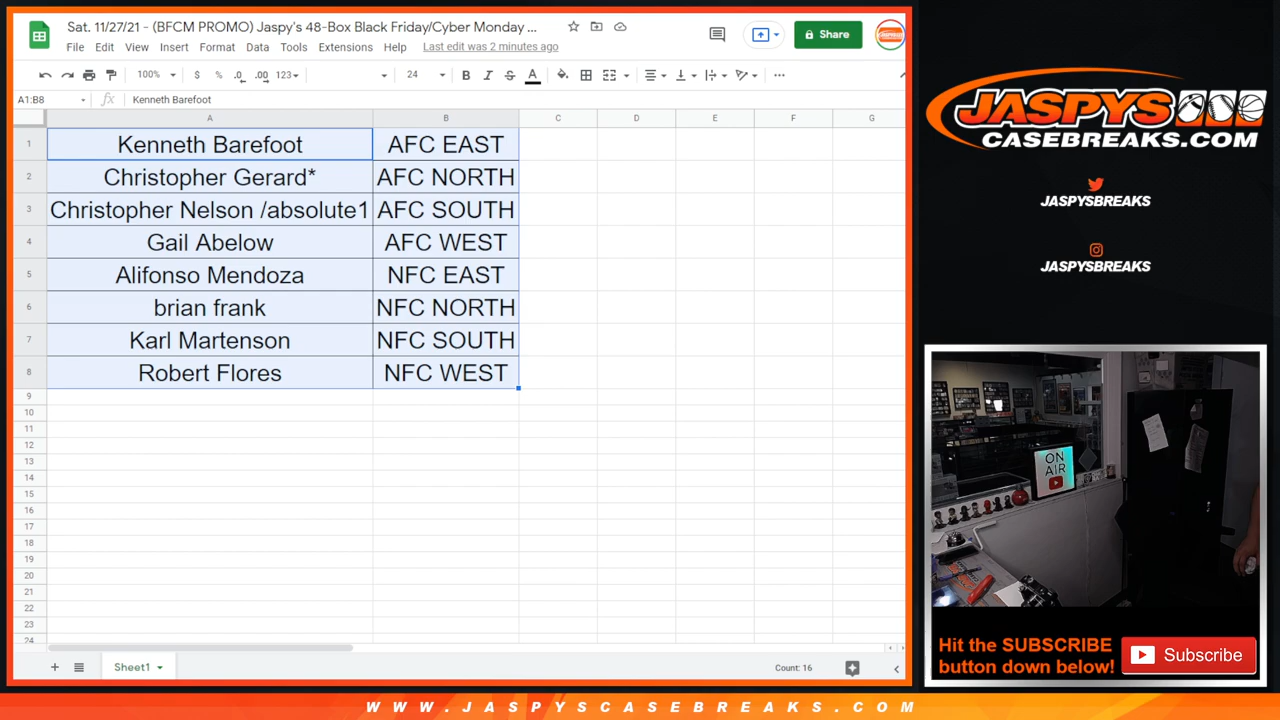 Sat. 11/27/21 - (BFCM PROMO) Jaspy's 48-Box Black Friday/Cyber Monday ...
File Edit View Insert Format Data Tools Extensions Help Last edit was 2 minutes ago
Share
100% $ % .0 .00 123 24 B I S A
A1:B8 fx Kenneth Barefoot
A B C D E F G
1 Kenneth Barefoot AFC EAST
2 Christopher Gerard* AFC NORTH
3 Christopher Nelson /absolute1 AFC SOUTH
4 Gail Abelow AFC WEST
5 Alifonso Mendoza NFC EAST
6 brian frank NFC NORTH
7 Karl Martenson NFC SOUTH
8 Robert Flores NFC WEST
9
10
11
12
13
14
15
16
17
18
19
20
21
22
23
24
Sheet1 Count: 16
JASPYS
CASEBREAKS.COM
JASPYSBREAKS
JASPYSBREAKS
ON
AIR
Hit the SUBSCRIBE
button down below!
Subscribe
WWW.JASPYSCASEBREAKS.COM